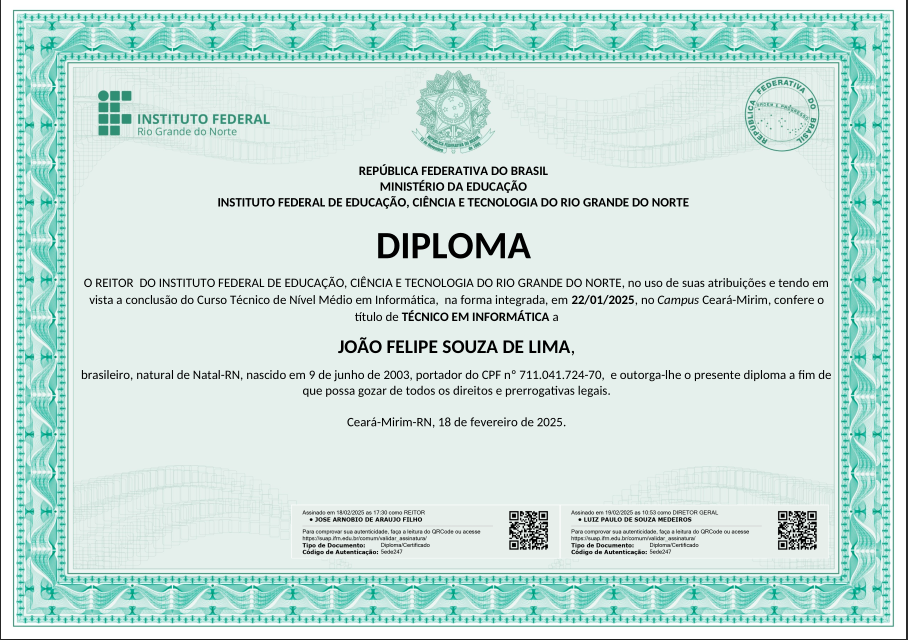 INSTITUTO FEDERAL
Rio Grande do Norte
REPÚBLICA FEDERATIVA DO BRASIL
ORDEM E PROGRESSO
REPÚBLICA FEDERATIVA DO BRASIL
MINISTÉRIO DA EDUCAÇÃO
INSTITUTO FEDERAL DE EDUCAÇÃO, CIÊNCIA E TECNOLOGIA DO RIO GRANDE DO NORTE
DIPLOMA
O REITOR DO INSTITUTO FEDERAL DE EDUCAÇÃO, CIÊNCIA E TECNOLOGIA DO RIO GRANDE DO NORTE, no uso de suas atribuições e tendo em
vista a conclusão do Curso Técnico de Nível Médio em Informática, na forma integrada, em 22/01/2025, no Campus Ceará-Mirim, confere o
título de TÉCNICO EM INFORMÁTICA a
JOÃO FELIPE SOUZA DE LIMA,
brasileiro, natural de Natal-RN, nascido em 9 de junho de 2003, portador do CPF nº 711.041.724-70, e outorga-lhe o presente diploma a fim de
que possa gozar de todos os direitos e prerrogativas legais.
Ceará-Mirim-RN, 18 de fevereiro de 2025.
Assinado em 18/02/2025 as 17:30 como REITOR
• JOSE ARNOBIO DE ARAUJO FILHO
Para comprovar sua autenticidade, faça a leitura do QRCode ou acesse
https://suap.ifrn.edu.br/comum/validar_assinatura/
Tipo de Documento: Diploma/Certificado
Código de Autenticação: 5ede247
Assinado em 19/02/2025 as 10:53 como DIRETOR GERAL
• LUIZ PAULO DE SOUZA MEDEIROS
Para comprovar sua autenticidade, faça a leitura do QRCode ou acesse
https://suap.ifrn.edu.br/comum/validar_assinatura/
Tipo de Documento: Diploma/Certificado
Código de Autenticação: 5ede247